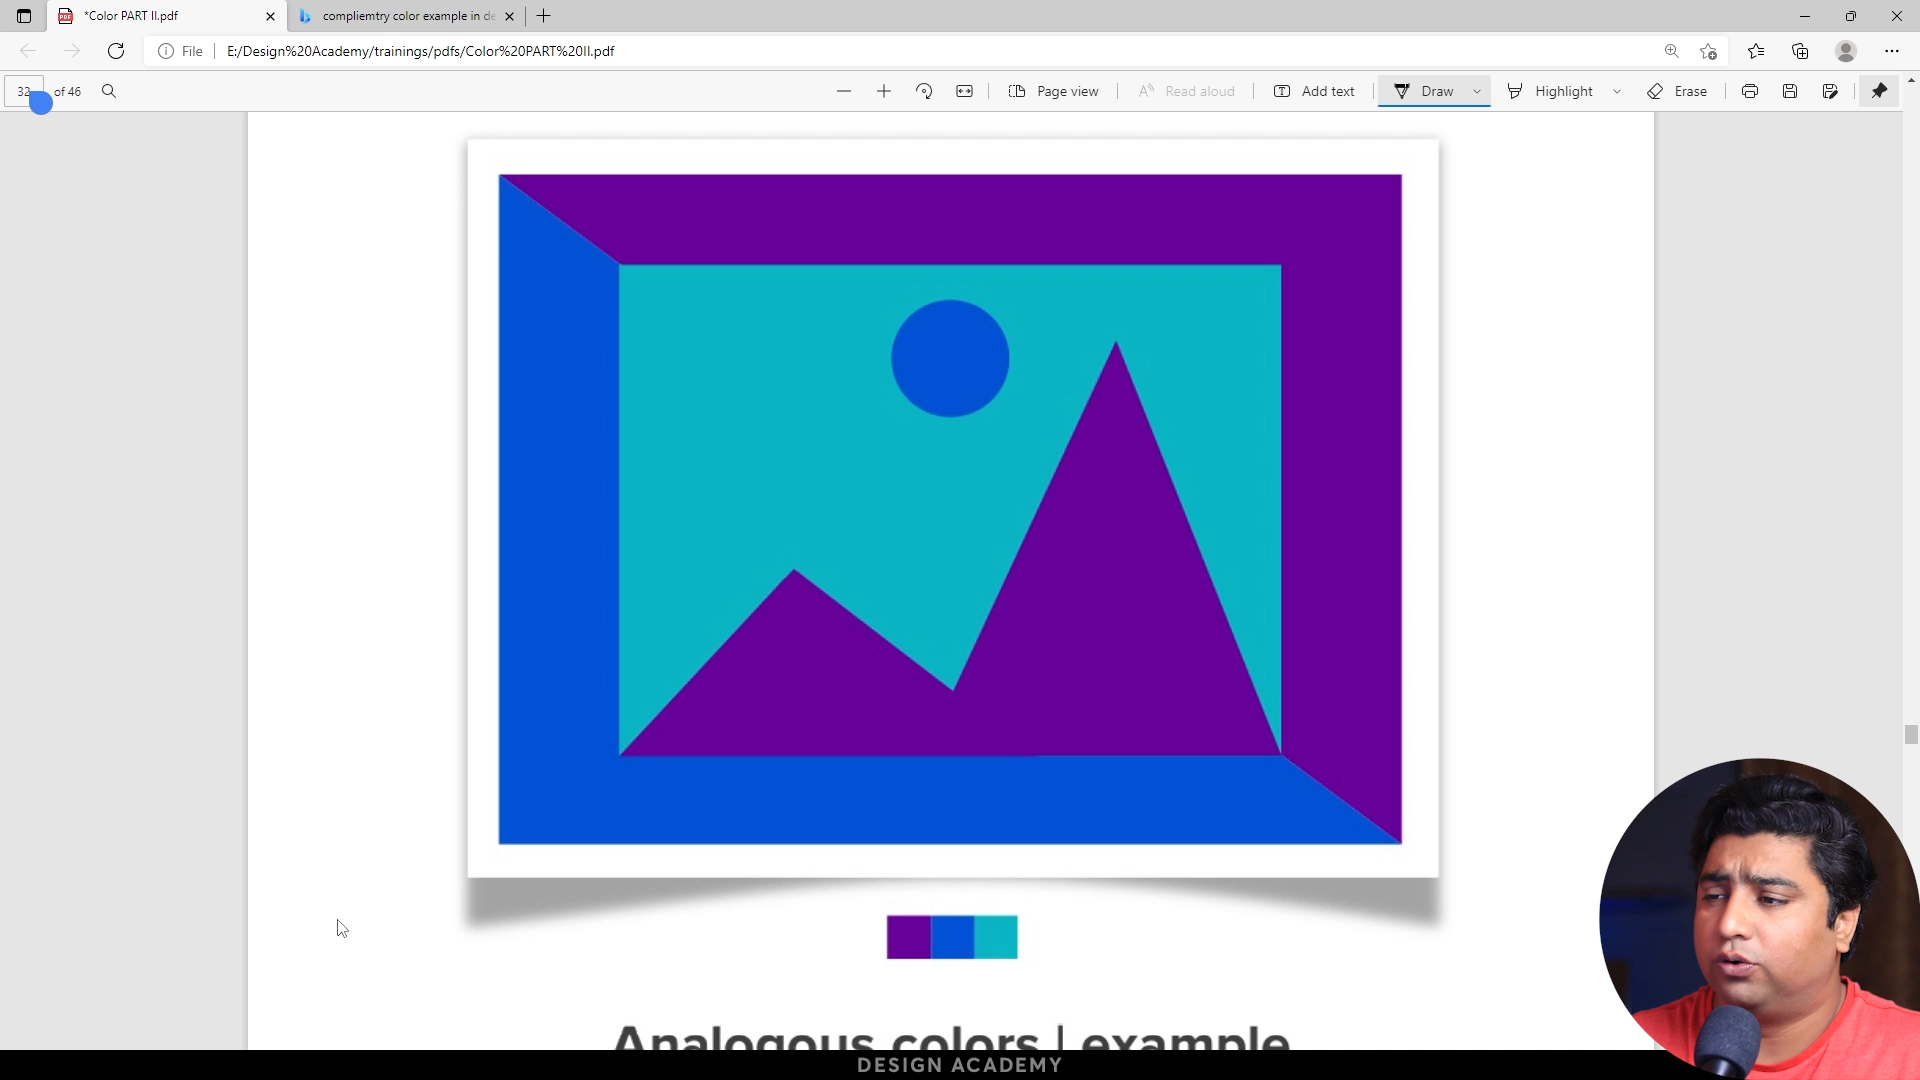 *Color PART II.pdf
compliemtry color example in de
File
E:/Design%20Academy/trainings/pdfs/Color%20PART%20II.pdf
32 of 46
Page view
Read aloud
Add text
Draw
Highlight
Erase
Analogous colors | example
DESIGN ACADEMY